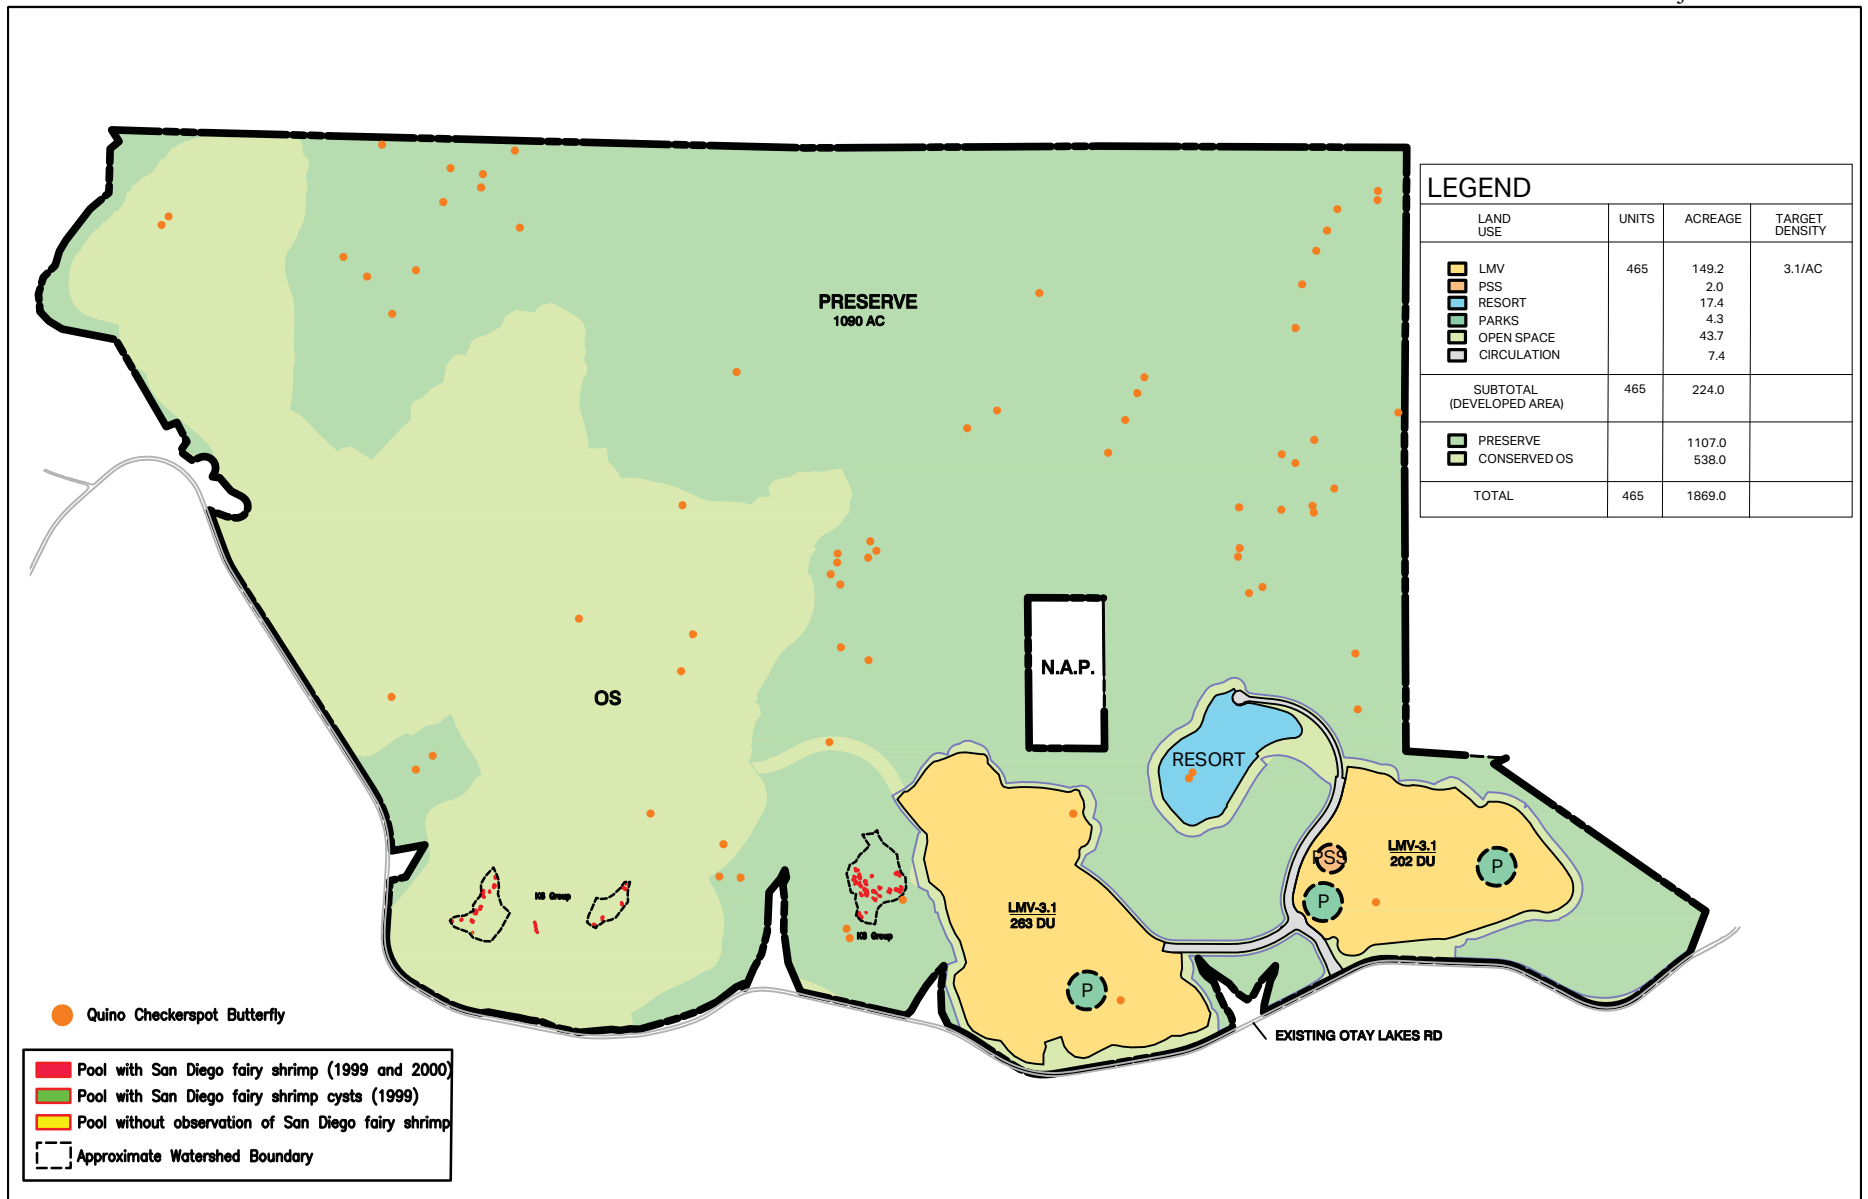 LEGEND
LAND USE UNITS ACREAGE TARGET DENSITY
LMV 465 149.2 3.1/AC
PSS 2.0
RESORT 17.4
PARKS 4.3
OPEN SPACE 43.7
CIRCULATION 7.4
SUBTOTAL (DEVELOPED AREA) 465 224.0
PRESERVE 1107.0
CONSERVED OS 538.0
TOTAL 465 1869.0
PRESERVE
1090 AC
N.A.P.
OS
RESORT
PSS
LMV-3.1
202 DU
P
P
K8 Group
K8 Group
LMV-3.1
263 DU
P
EXISTING OTAY LAKES RD
Quino Checkerspot Butterfly
Pool with San Diego fairy shrimp (1999 and 2000)
Pool with San Diego fairy shrimp cysts (1999)
Pool without observation of San Diego fairy shrimp
Approximate Watershed Boundary